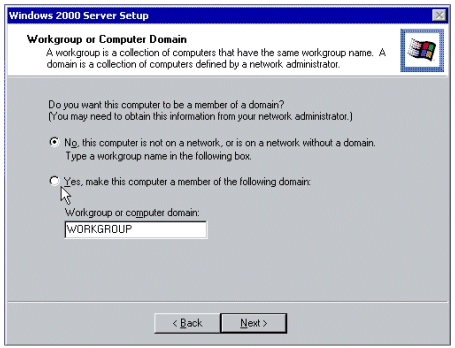 Windows 2000 Server Setup
Workgroup or Computer Domain
A workgroup is a collection of computers that have the same workgroup name. A
domain is a collection of computers defined by a network administrator.
Do you want this computer to be a member of a domain?
(You may need to obtain this information from your network administrator.)
No, this computer is not on a network, or is on a network without a domain.
Type a workgroup name in the following box.
Yes, make this computer a member of the following domain:
Workgroup or computer domain:
WORKGROUP
< Back
Next >